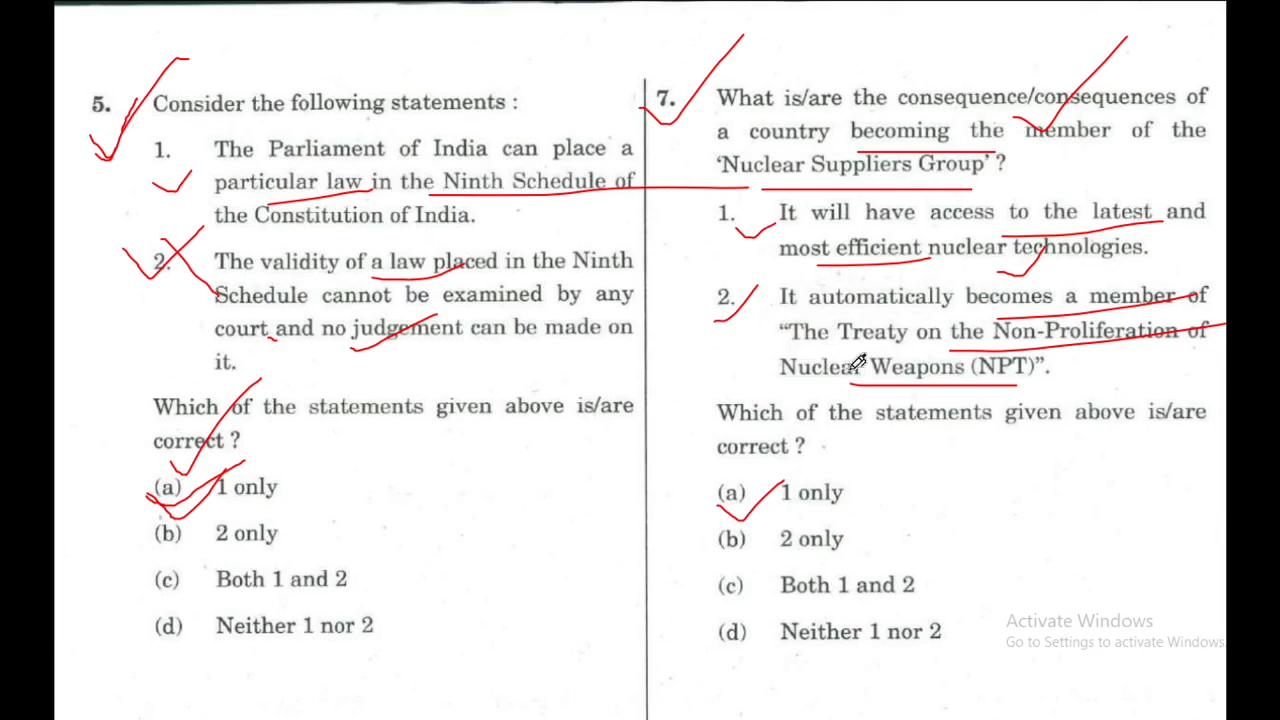 5. Consider the following statements :
1. The Parliament of India can place a
particular law in the Ninth Schedule of
the Constitution of India.
2. The validity of a law placed in the Ninth
Schedule cannot be examined by any
court and no judgement can be made on
it.
Which of the statements given above is/are
correct ?
(a) 1 only
(b) 2 only
(c) Both 1 and 2
(d) Neither 1 nor 2
7. What is/are the consequence/consequences of
a country becoming the member of the
‘Nuclear Suppliers Group’ ?
1. It will have access to the latest and
most efficient nuclear technologies.
2. It automatically becomes a member of
“The Treaty on the Non-Proliferation of
Nuclear Weapons (NPT)”.
Which of the statements given above is/are
correct ?
(a) 1 only
(b) 2 only
(c) Both 1 and 2
(d) Neither 1 nor 2
Activate Windows
Go to Settings to activate Windows.